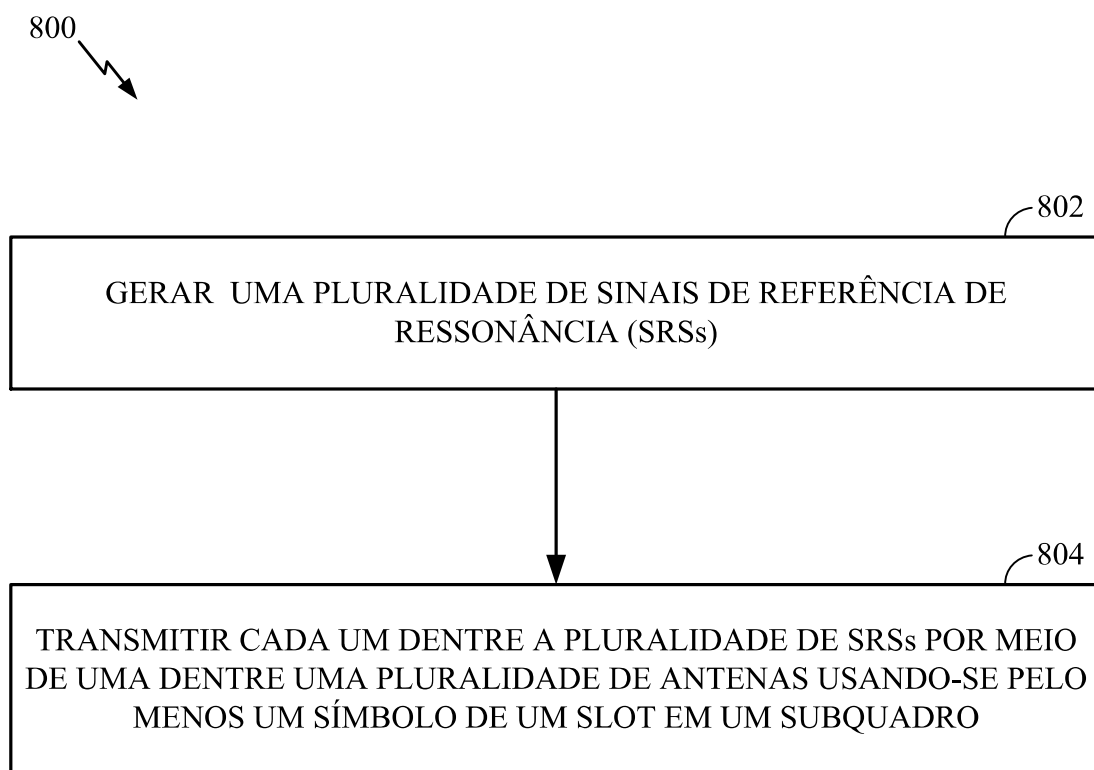 800
802
GERAR UMA PLURALIDADE DE SINAIS DE REFERÊNCIA DE
RESSONÂNCIA (SRSs)
804
TRANSMITIR CADA UM DENTRE A PLURALIDADE DE SRSs POR MEIO
DE UMA DENTRE UMA PLURALIDADE DE ANTENAS USANDO-SE PELO
MENOS UM SÍMBOLO DE UM SLOT EM UM SUBQUADRO